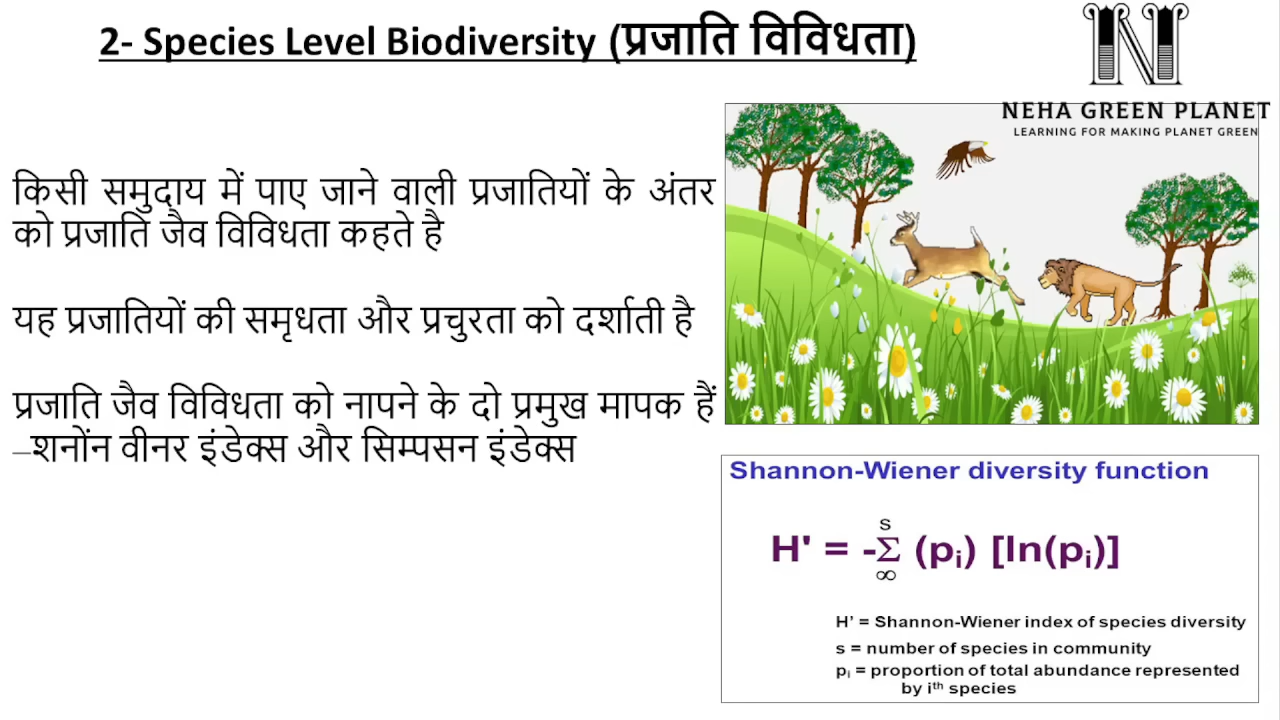 2- Species Level Biodiversity (प्रजाति विविधता)
N
NEHA GREEN PLANET
LEARNING FOR MAKING PLANET GREEN
किसी समुदाय में पाए जाने वाली प्रजातियों के अंतर
को प्रजाति जैव विविधता कहते है
यह प्रजातियों की समृधता और प्रचुरता को दर्शाती है
प्रजाति जैव विविधता को नापने के दो प्रमुख मापक हैं
–शनोंन वीनर इंडेक्स और सिम्पसन इंडेक्स
Shannon-Wiener diversity function
s
H' = -Σ (pᵢ) [ln(pᵢ)]
∞
H' = Shannon-Wiener index of species diversity
s = number of species in community
pᵢ = proportion of total abundance represented
by iᵗʰ species